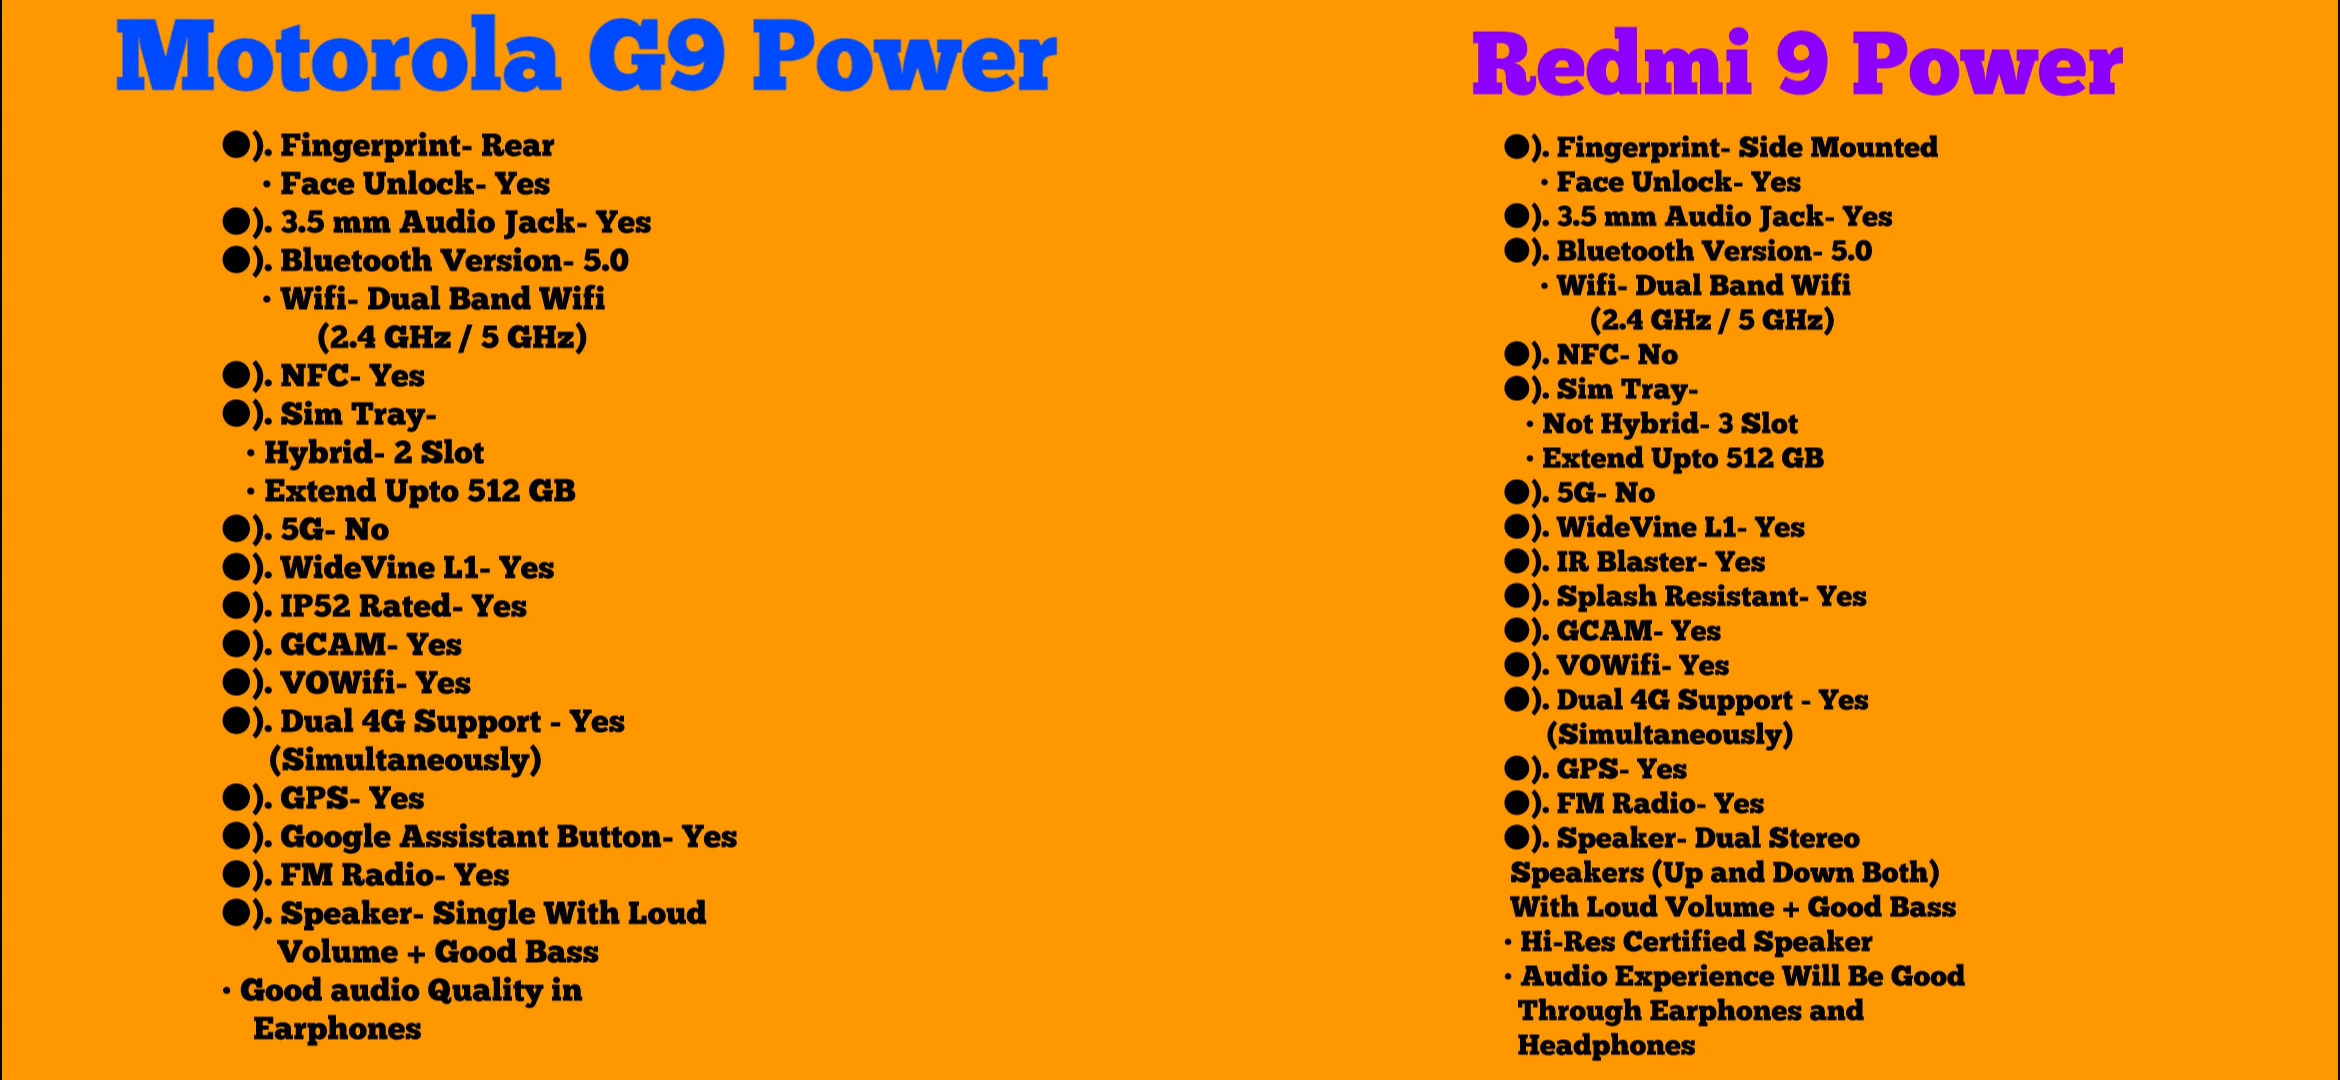 Motorola G9 Power
●). Fingerprint- Rear
· Face Unlock- Yes
●). 3.5 mm Audio Jack- Yes
●). Bluetooth Version- 5.0
· Wifi- Dual Band Wifi
(2.4 GHz / 5 GHz)
●). NFC- Yes
●). Sim Tray-
· Hybrid- 2 Slot
· Extend Upto 512 GB
●). 5G- No
●). WideVine L1- Yes
●). IP52 Rated- Yes
●). GCAM- Yes
●). VOWifi- Yes
●). Dual 4G Support - Yes
(Simultaneously)
●). GPS- Yes
●). Google Assistant Button- Yes
●). FM Radio- Yes
●). Speaker- Single With Loud
Volume + Good Bass
· Good audio Quality in
Earphones
Redmi 9 Power
●). Fingerprint- Side Mounted
· Face Unlock- Yes
●). 3.5 mm Audio Jack- Yes
●). Bluetooth Version- 5.0
· Wifi- Dual Band Wifi
(2.4 GHz / 5 GHz)
●). NFC- No
●). Sim Tray-
· Not Hybrid- 3 Slot
· Extend Upto 512 GB
●). 5G- No
●). WideVine L1- Yes
●). IR Blaster- Yes
●). Splash Resistant- Yes
●). GCAM- Yes
●). VOWifi- Yes
●). Dual 4G Support - Yes
(Simultaneously)
●). GPS- Yes
●). FM Radio- Yes
●). Speaker- Dual Stereo
Speakers (Up and Down Both)
With Loud Volume + Good Bass
· Hi-Res Certified Speaker
· Audio Experience Will Be Good
Through Earphones and
Headphones